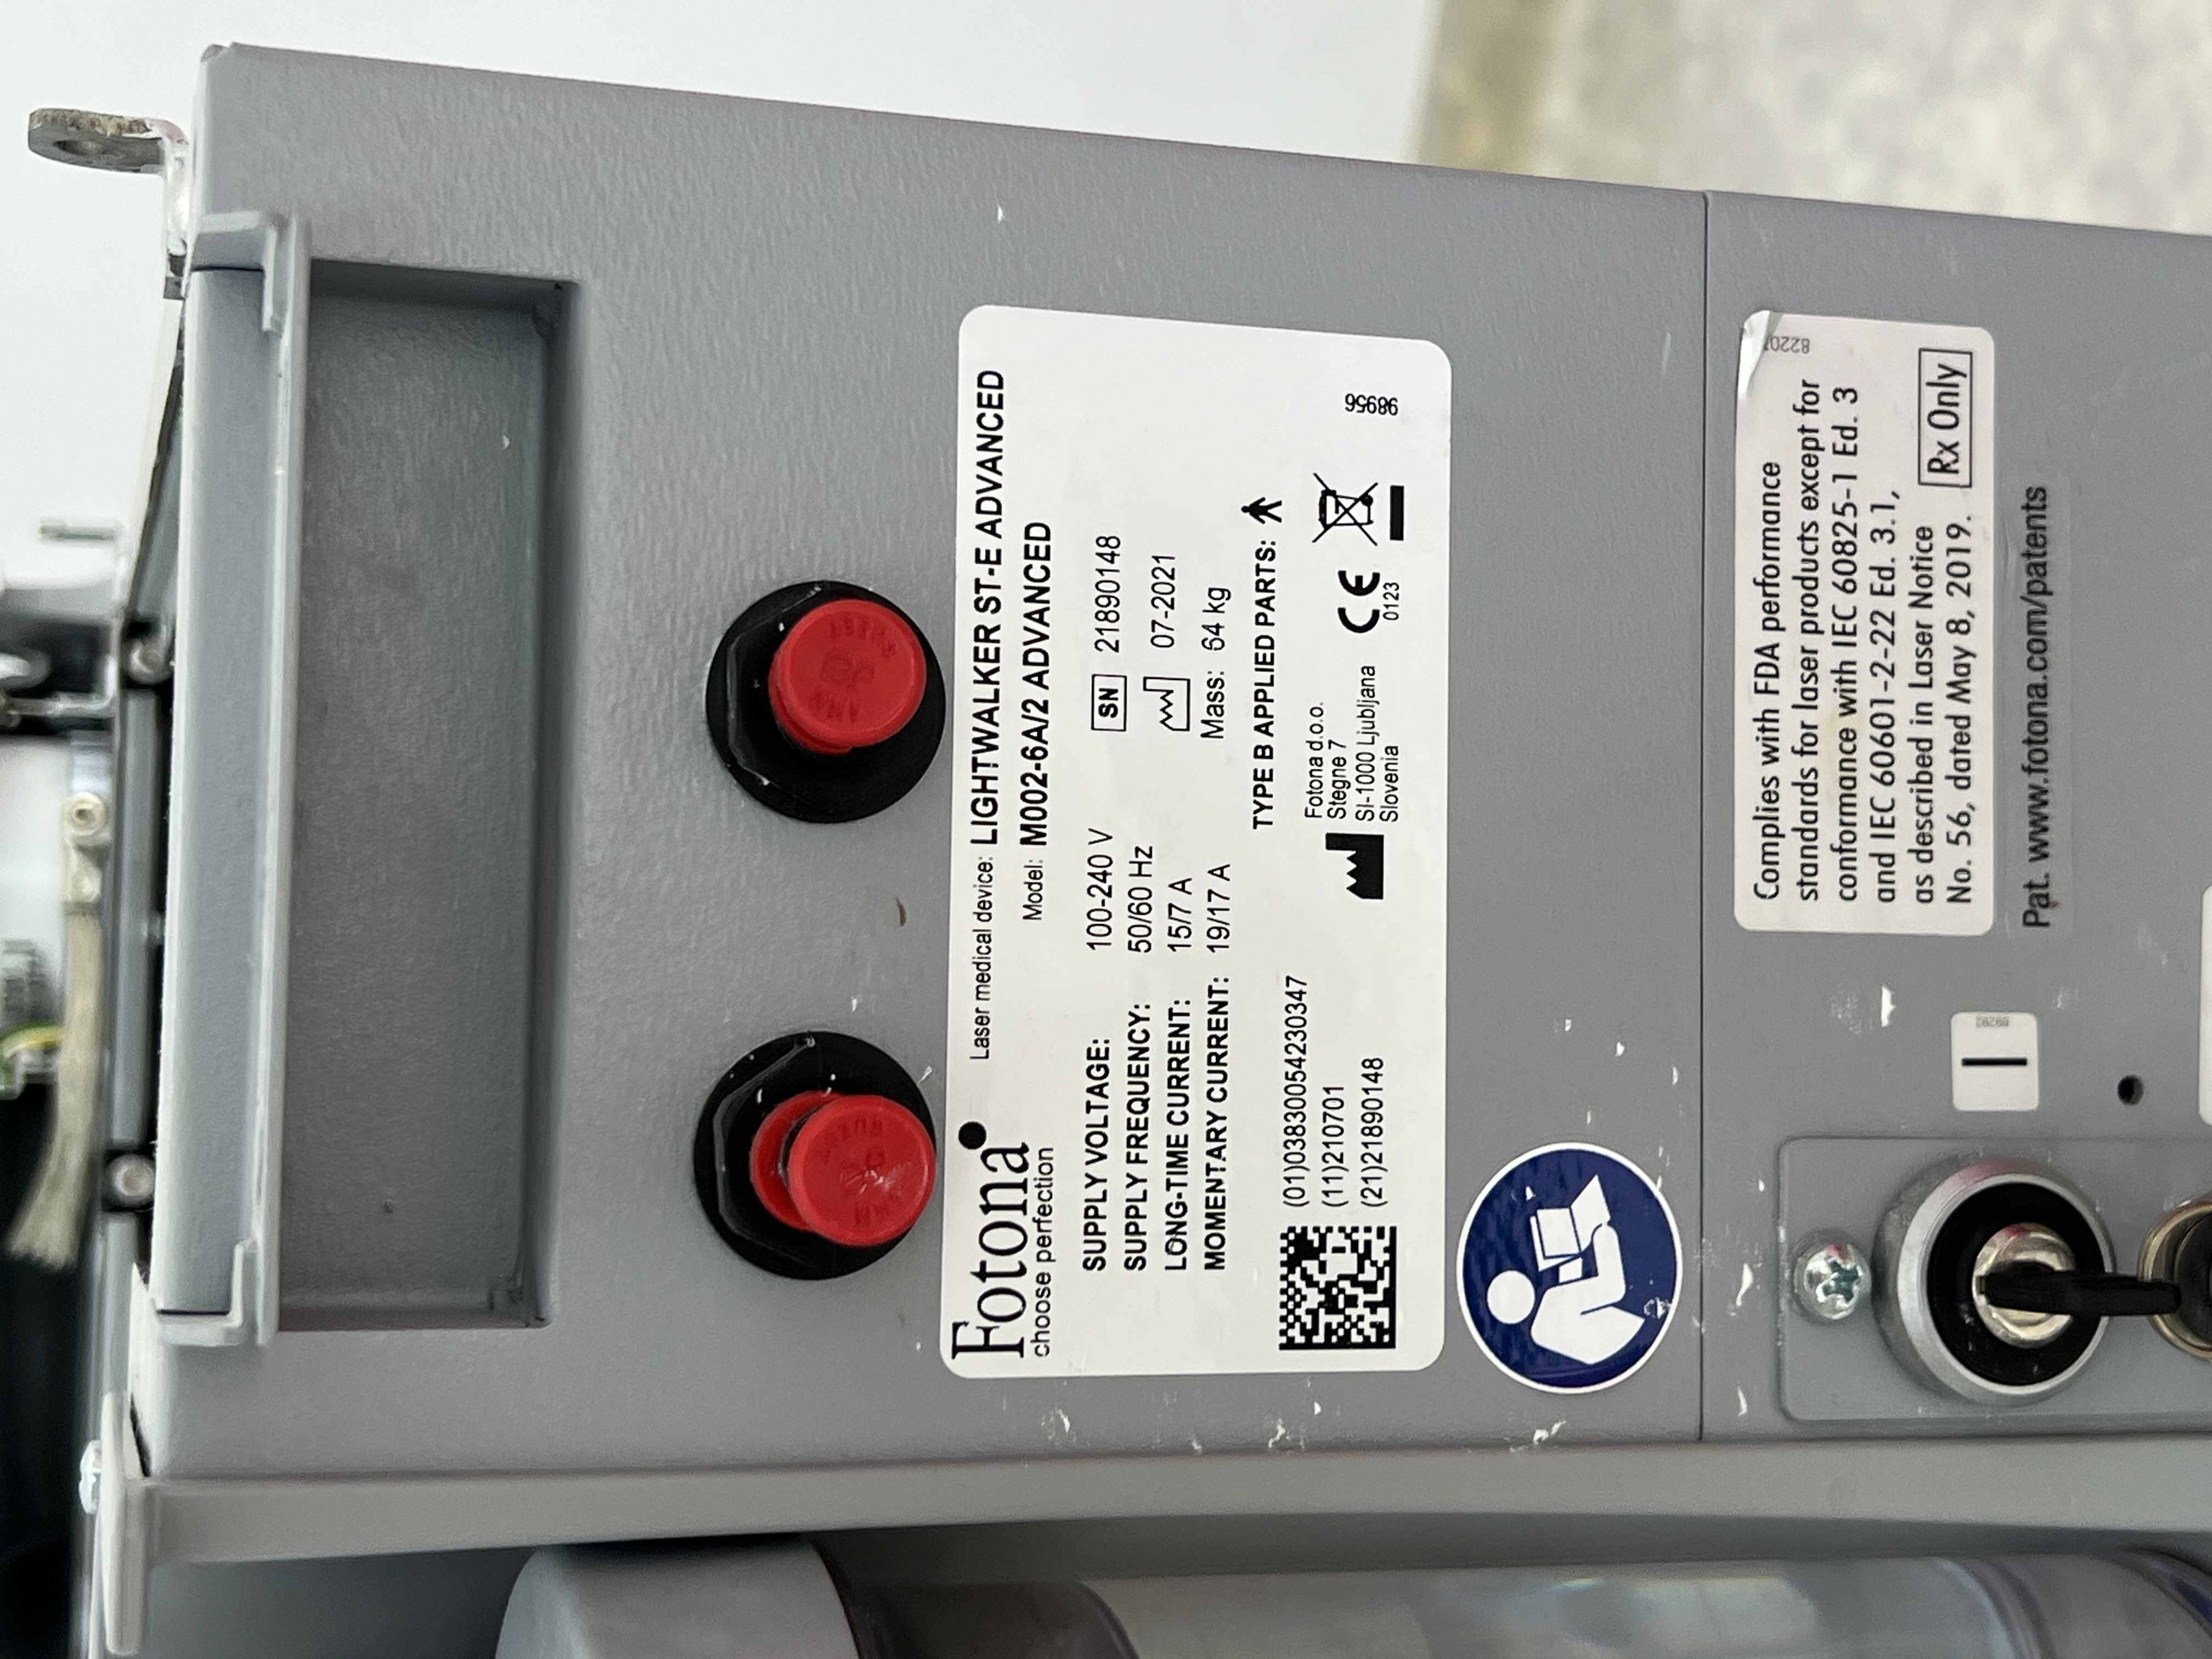 Fotona
choose perfection
Laser medical device: LIGHTWALKER ST-E ADVANCED
Model: M002-6A/2 ADVANCED
SUPPLY VOLTAGE: 100-240 V
SUPPLY FREQUENCY: 50/60 Hz
LONG-TIME CURRENT: 15/7 A
MOMENTARY CURRENT: 19/17 A
SN 21890148
07-2021
Mass: 64 kg
TYPE B APPLIED PARTS:
(01)03830054230347
(11)210701
(21)21890148
Fotona d.o.o.
Stegne 7
SI-1000 Ljubljana
Slovenia
CE
0123
98956
Complies with FDA performance
standards for laser products except for
conformance with IEC 60825-1 Ed. 3
and IEC 60601-2-22 Ed. 3.1,
as described in Laser Notice
No. 56, dated May 8, 2019.
Rx Only
Pat. www.fotona.com/patents